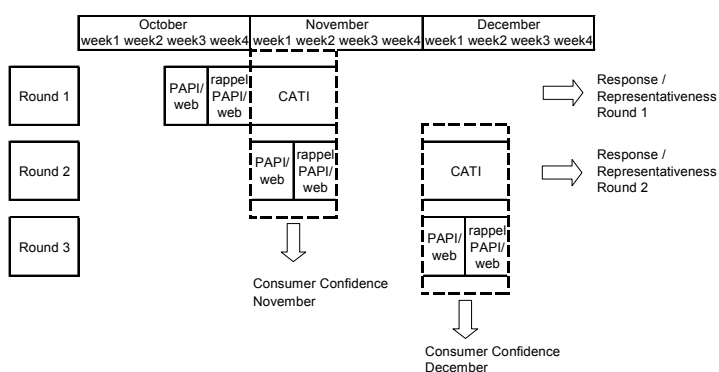 October November December
week1 week2 week3 week4 week1 week2 week3 week4 week1 week2 week3 week4
Round 1
PAPI/
web
rappel
PAPI/
web
CATI
Response /
Representativeness
Round 1
Round 2
PAPI/
web
rappel
PAPI/
web
CATI
Response /
Representativeness
Round 2
Round 3
PAPI/
web
rappel
PAPI/
web
Consumer Confidence
November
Consumer Confidence
December